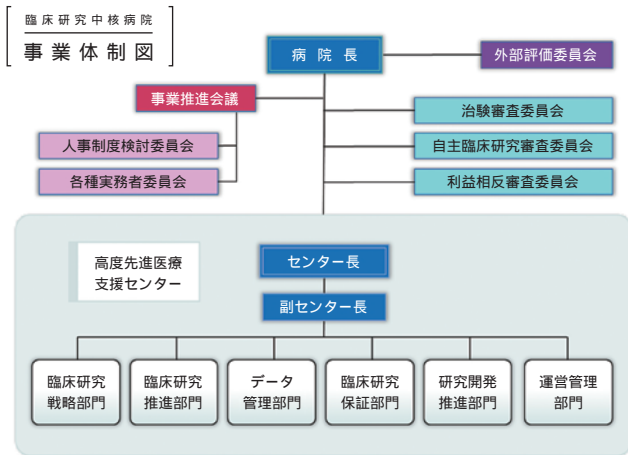 臨床研究中核病院
事業体制図
病院長
外部評価委員会
事業推進会議
治験審査委員会
人事制度検討委員会
自主臨床研究審査委員会
各種実務者委員会
利益相反審査委員会
高度先進医療
支援センター
センター長
副センター長
臨床研究
戦略部門
臨床研究
推進部門
データ
管理部門
臨床研究
保証部門
研究開発
推進部門
運営管理
部門